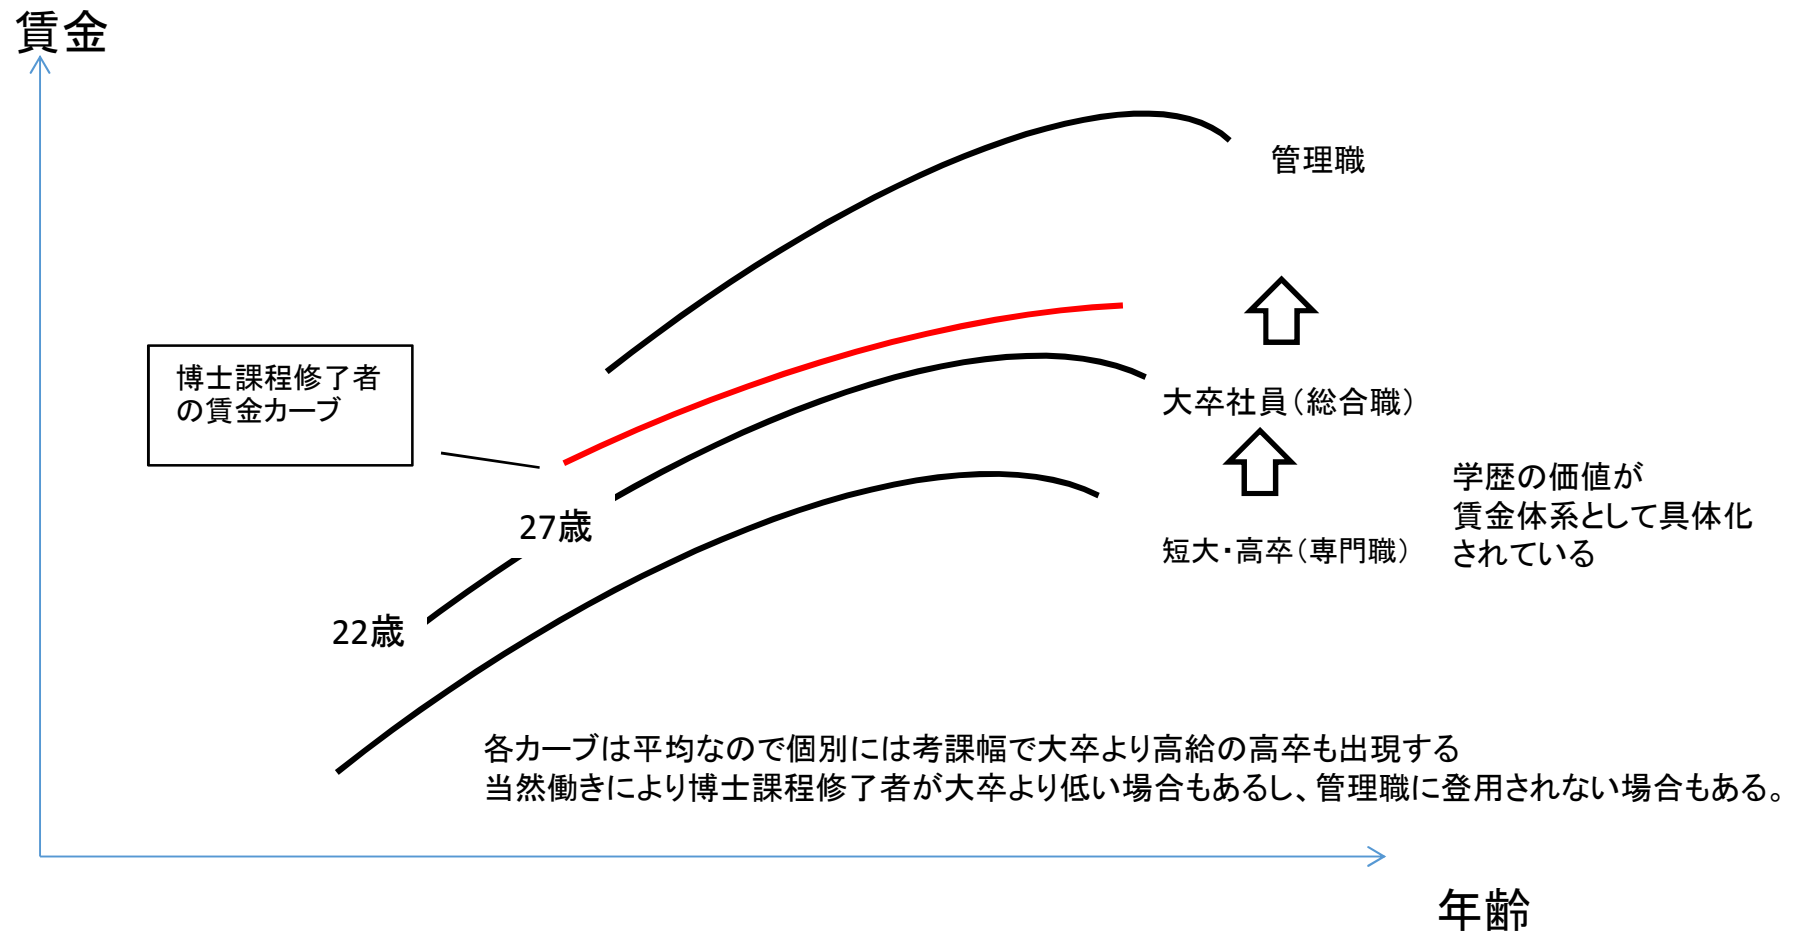 賃金
管理職
博士課程修了者
の賃金カーブ
大卒社員（総合職）
学歴の価値が
賃金体系として具体化
されている
27歳
短大・高卒（専門職）
22歳
各カーブは平均なので個別には考課幅で大卒より高給の高卒も出現する
当然働きにより博士課程修了者が大卒より低い場合もあるし、管理職に登用されない場合もある。
年齢